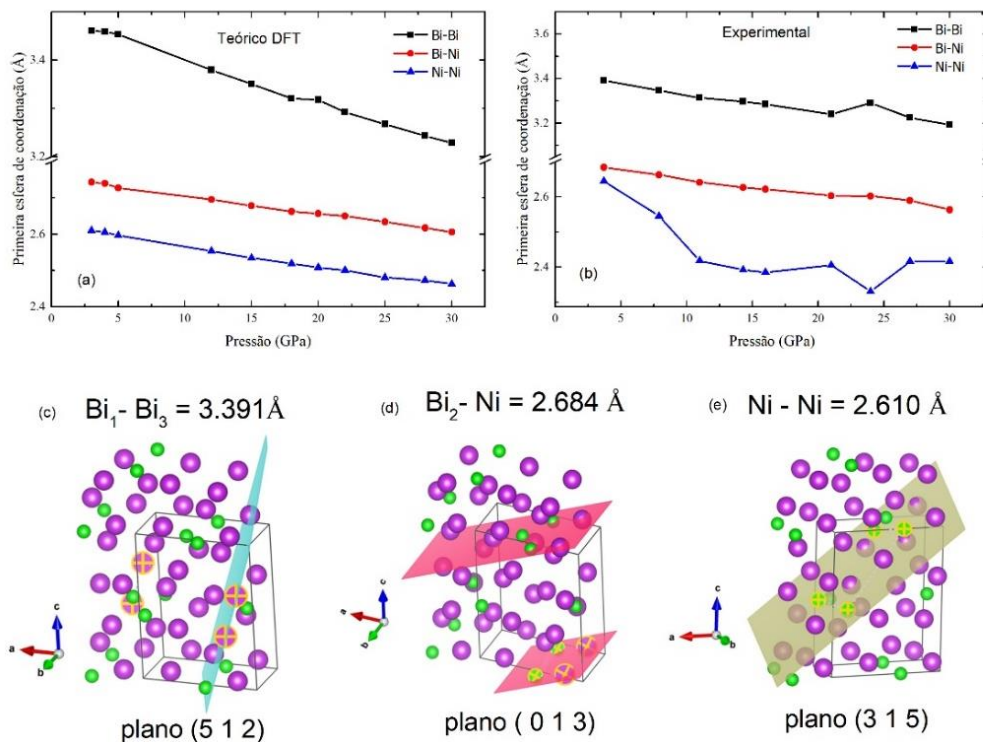 Teórico DFT
Bi-Bi
Bi-Ni
Ni-Ni
Primeira esfera de coordenação (Å)
3.4
3.2
2.6
2.4
(a)
0 5 10 15 20 25 30
Pressão (GPa)
Experimental
Bi-Bi
Bi-Ni
Ni-Ni
Primeira esfera de coordenação (Å)
3.6
3.4
3.2
2.6
2.4
(b)
0 5 10 15 20 25 30
Pressão (GPa)
(c) Bi₁- Bi₃ = 3.391Å
(d) Bi₂- Ni = 2.684 Å
(e) Ni - Ni = 2.610 Å
c
a
b
c
a
b
c
a
b
plano (5 1 2)
plano ( 0 1 3)
plano (3 1 5)